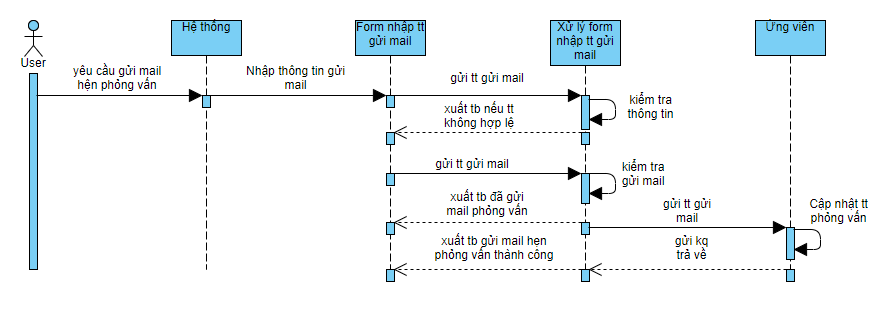 Hệ thống
Form nhập tt
gửi mail
Xử lý form
nhập tt gửi
mail
Ứng viên
User
yêu cầu gửi mail
hện phỏng vấn
Nhập thông tin gửi
mail
gửi tt gửi mail
kiểm tra
thông tin
xuất tb nếu tt
không hợp lệ
gửi tt gửi mail
kiểm tra
gửi mail
xuất tb đã gửi
mail phỏng vấn
gửi tt gửi
mail
Cập nhật tt
phỏng vấn
xuất tb gửi mail hẹn
phỏng vấn thành công
gửi kq
trả về